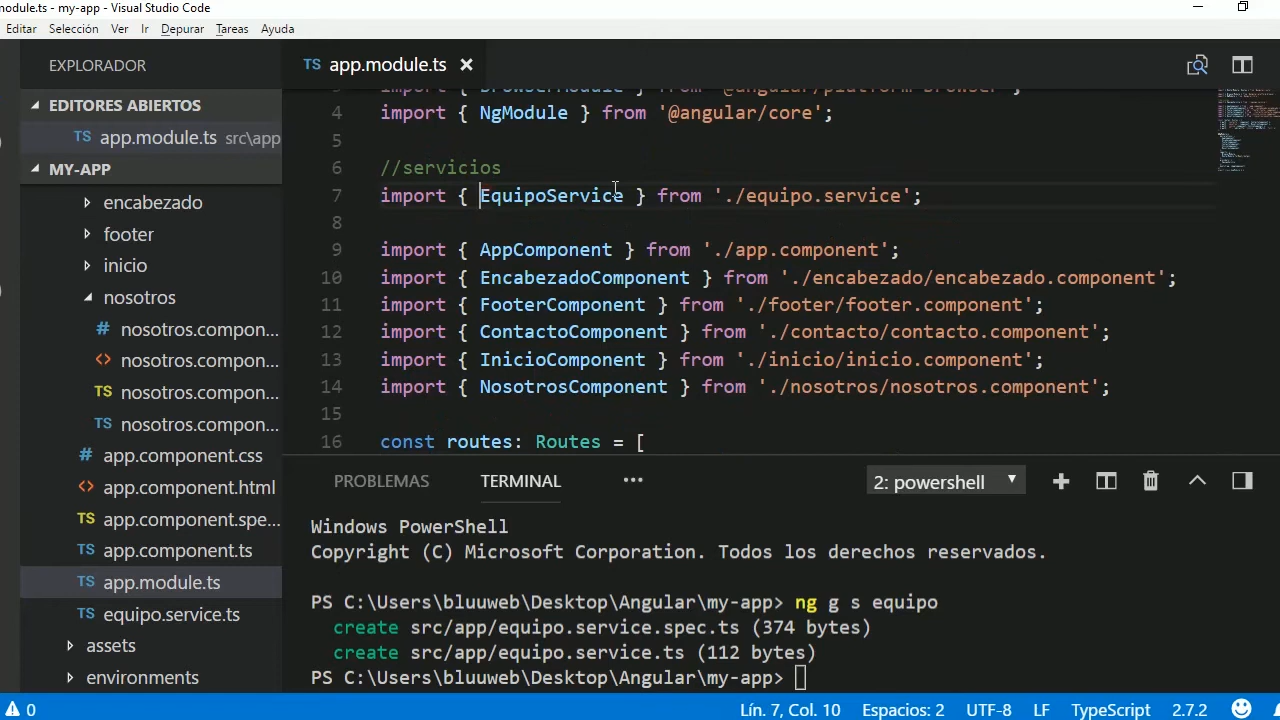 module.ts - my-app - Visual Studio Code
Editar Selección Ver Ir Depurar Tareas Ayuda
EXPLORADOR
EDITORES ABIERTOS
TS app.module.ts src\app
MY-APP
encabezado
footer
inicio
nosotros
# nosotros.compon...
<> nosotros.compon...
TS nosotros.compon...
TS nosotros.compon...
# app.component.css
<> app.component.html
TS app.component.spe...
TS app.component.ts
TS app.module.ts
TS equipo.service.ts
assets
environments
TS app.module.ts ×
3 import { BrowserModule } from '@angular/platform-browser';
4 import { NgModule } from '@angular/core';
5
6 //servicios
7 import { EquipoService } from './equipo.service';
8
9 import { AppComponent } from './app.component';
10 import { EncabezadoComponent } from './encabezado/encabezado.component';
11 import { FooterComponent } from './footer/footer.component';
12 import { ContactoComponent } from './contacto/contacto.component';
13 import { InicioComponent } from './inicio/inicio.component';
14 import { NosotrosComponent } from './nosotros/nosotros.component';
15
16 const routes: Routes = [
PROBLEMAS TERMINAL ••• 2: powershell
Windows PowerShell
Copyright (C) Microsoft Corporation. Todos los derechos reservados.
PS C:\Users\bluuweb\Desktop\Angular\my-app> ng g s equipo
create src/app/equipo.service.spec.ts (374 bytes)
create src/app/equipo.service.ts (112 bytes)
PS C:\Users\bluuweb\Desktop\Angular\my-app>
0 Lín. 7, Col. 10 Espacios: 2 UTF-8 LF TypeScript 2.7.2